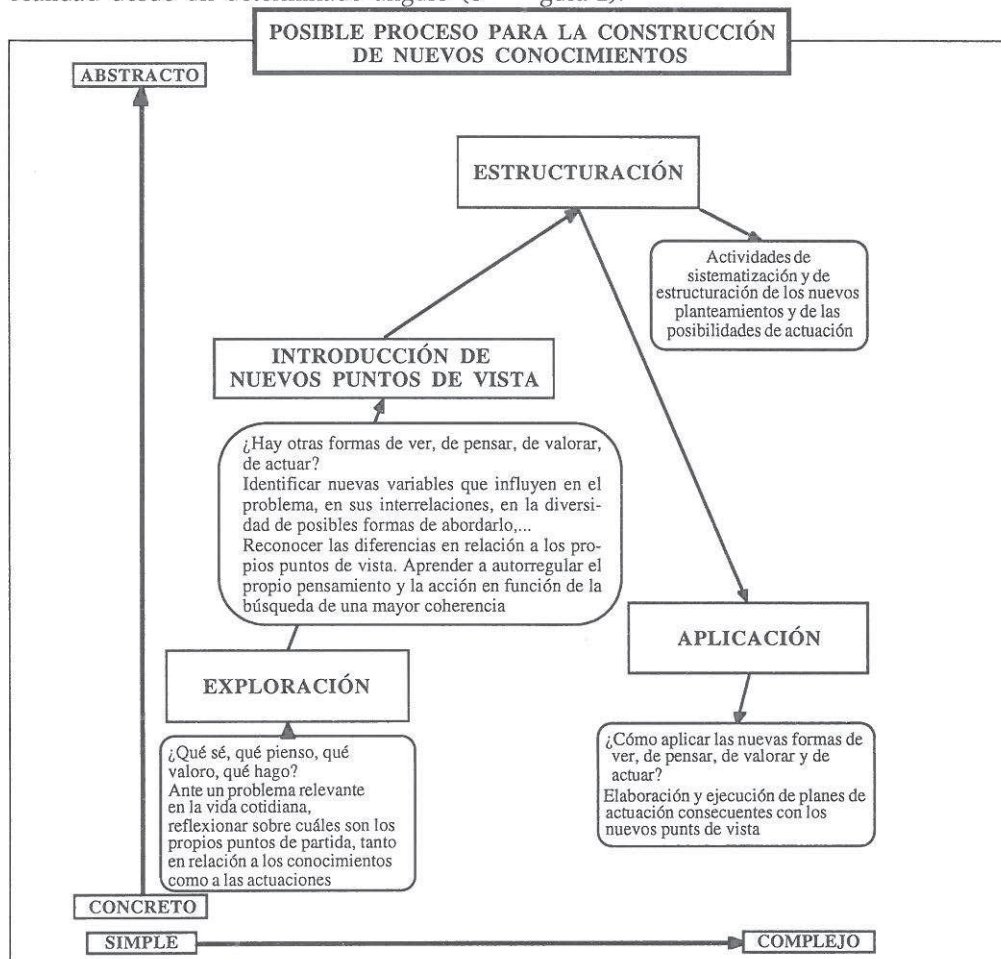 POSIBLE PROCESO PARA LA CONSTRUCCIÓN
DE NUEVOS CONOCIMIENTOS
ABSTRACTO
ESTRUCTURACIÓN
Actividades de
sistematización y de
estructuración de los nuevos
planteamientos y de las
posibilidades de actuación
INTRODUCCIÓN DE
NUEVOS PUNTOS DE VISTA
¿Hay otras formas de ver, de pensar, de valorar,
de actuar?
Identificar nuevas variables que influyen en el
problema, en sus interrelaciones, en la diversi-
dad de posibles formas de abordarlo,...
Reconocer las diferencias en relación a los pro-
pios puntos de vista. Aprender a autorregular el
propio pensamiento y la acción en función de la
búsqueda de una mayor coherencia
APLICACIÓN
EXPLORACIÓN
¿Cómo aplicar las nuevas formas de
ver, de pensar, de valorar y de
actuar?
Elaboración y ejecución de planes de
actuación consecuentes con los
nuevos punts de vista
¿Qué sé, qué pienso, qué
valoro, qué hago?
Ante un problema relevante
en la vida cotidiana,
reflexionar sobre cuáles son los
propios puntos de partida, tanto
en relación a los conocimientos
como a las actuaciones
CONCRETO
SIMPLE
COMPLEJO